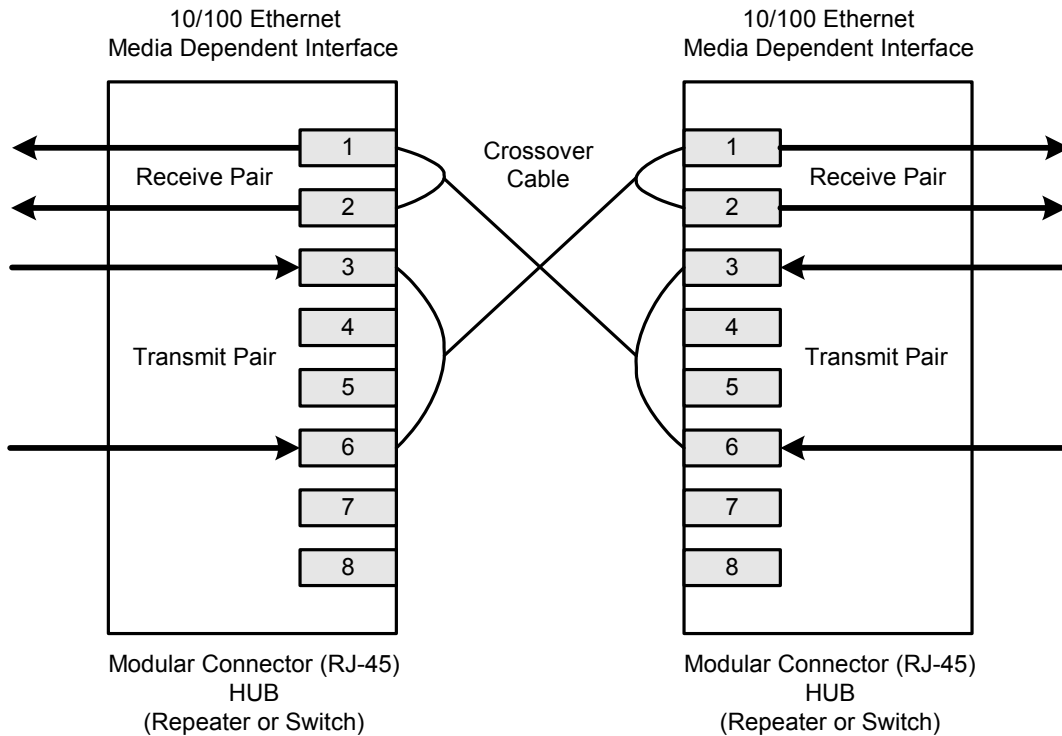 10/100 Ethernet
Media Dependent Interface
1
2
3
4
5
6
7
8
Receive Pair
Transmit Pair
Modular Connector (RJ-45)
HUB
(Repeater or Switch)
Crossover
Cable
10/100 Ethernet
Media Dependent Interface
1
2
3
4
5
6
7
8
Receive Pair
Transmit Pair
Modular Connector (RJ-45)
HUB
(Repeater or Switch)